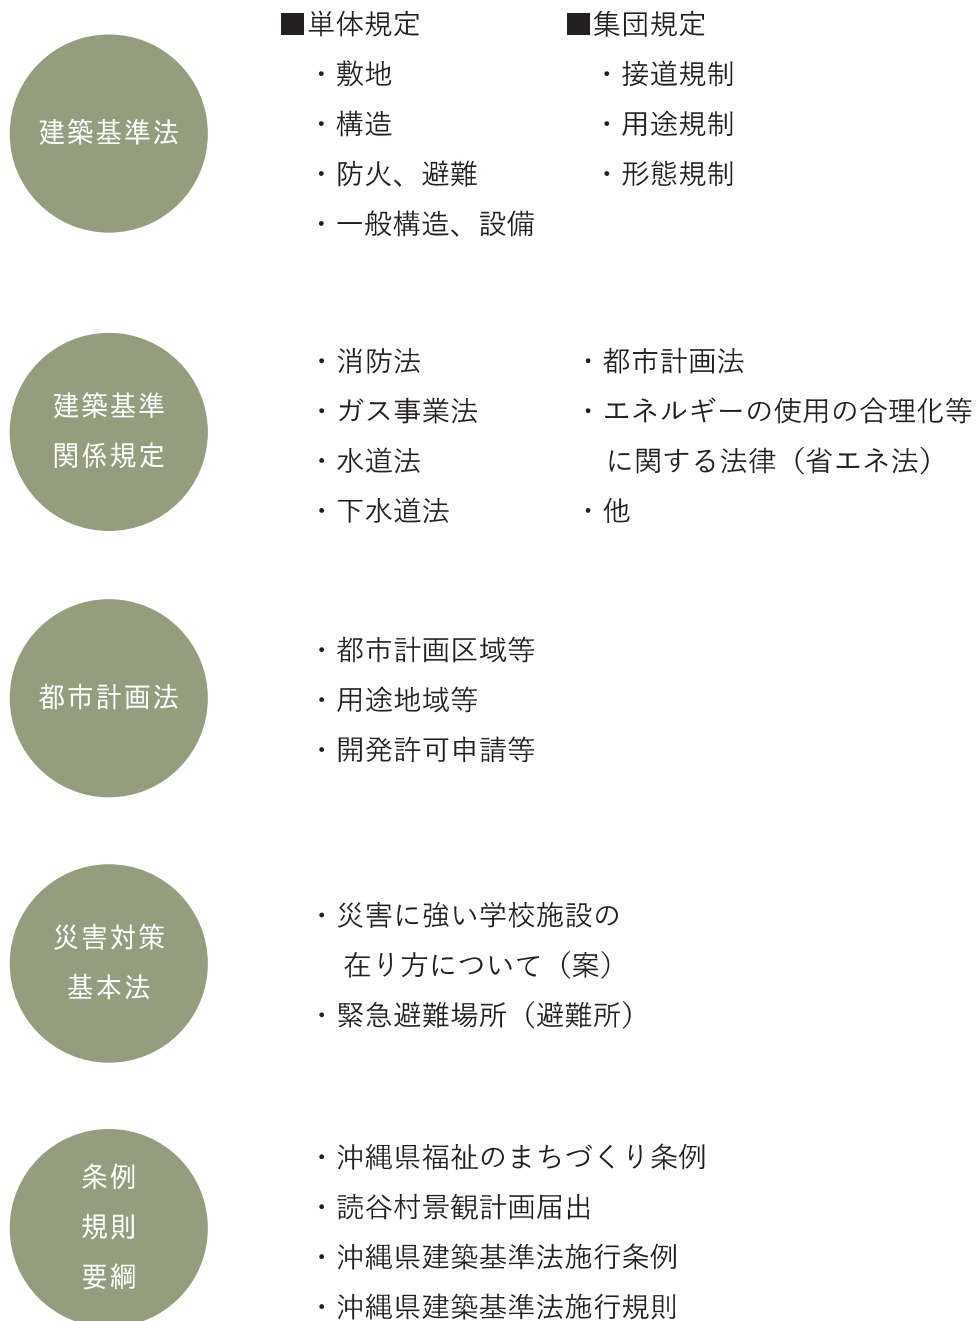 建築基準法
■単体規定
・敷地
・構造
・防火、避難
・一般構造、設備
■集団規定
・接道規制
・用途規制
・形態規制
建築基準
関係規定
・消防法
・ガス事業法
・水道法
・下水道法
・都市計画法
・エネルギーの使用の合理化等
に関する法律（省エネ法）
・他
都市計画法
・都市計画区域等
・用途地域等
・開発許可申請等
災害対策
基本法
・災害に強い学校施設の
在り方について（案）
・緊急避難場所（避難所）
条例
規則
要綱
・沖縄県福祉のまちづくり条例
・読谷村景観計画届出
・沖縄県建築基準法施行条例
・沖縄県建築基準法施行規則